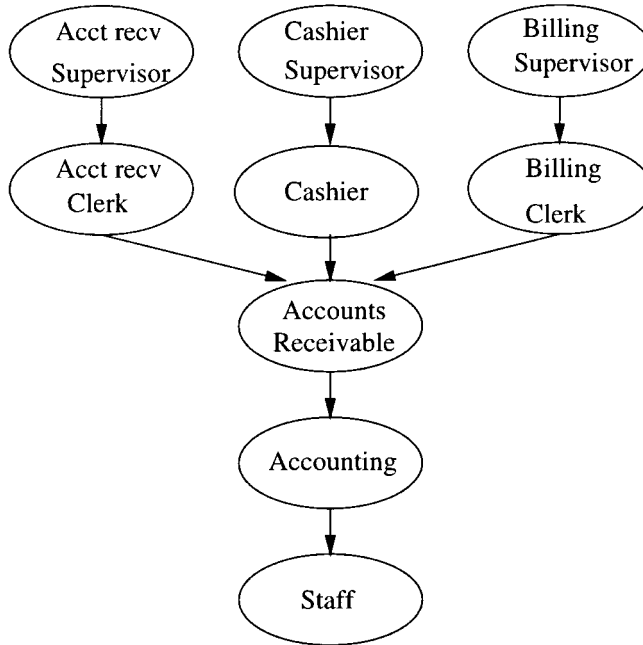 Acct recv
Supervisor
Cashier
Supervisor
Billing
Supervisor
Acct recv
Clerk
Cashier
Billing
Clerk
Accounts
Receivable
Accounting
Staff